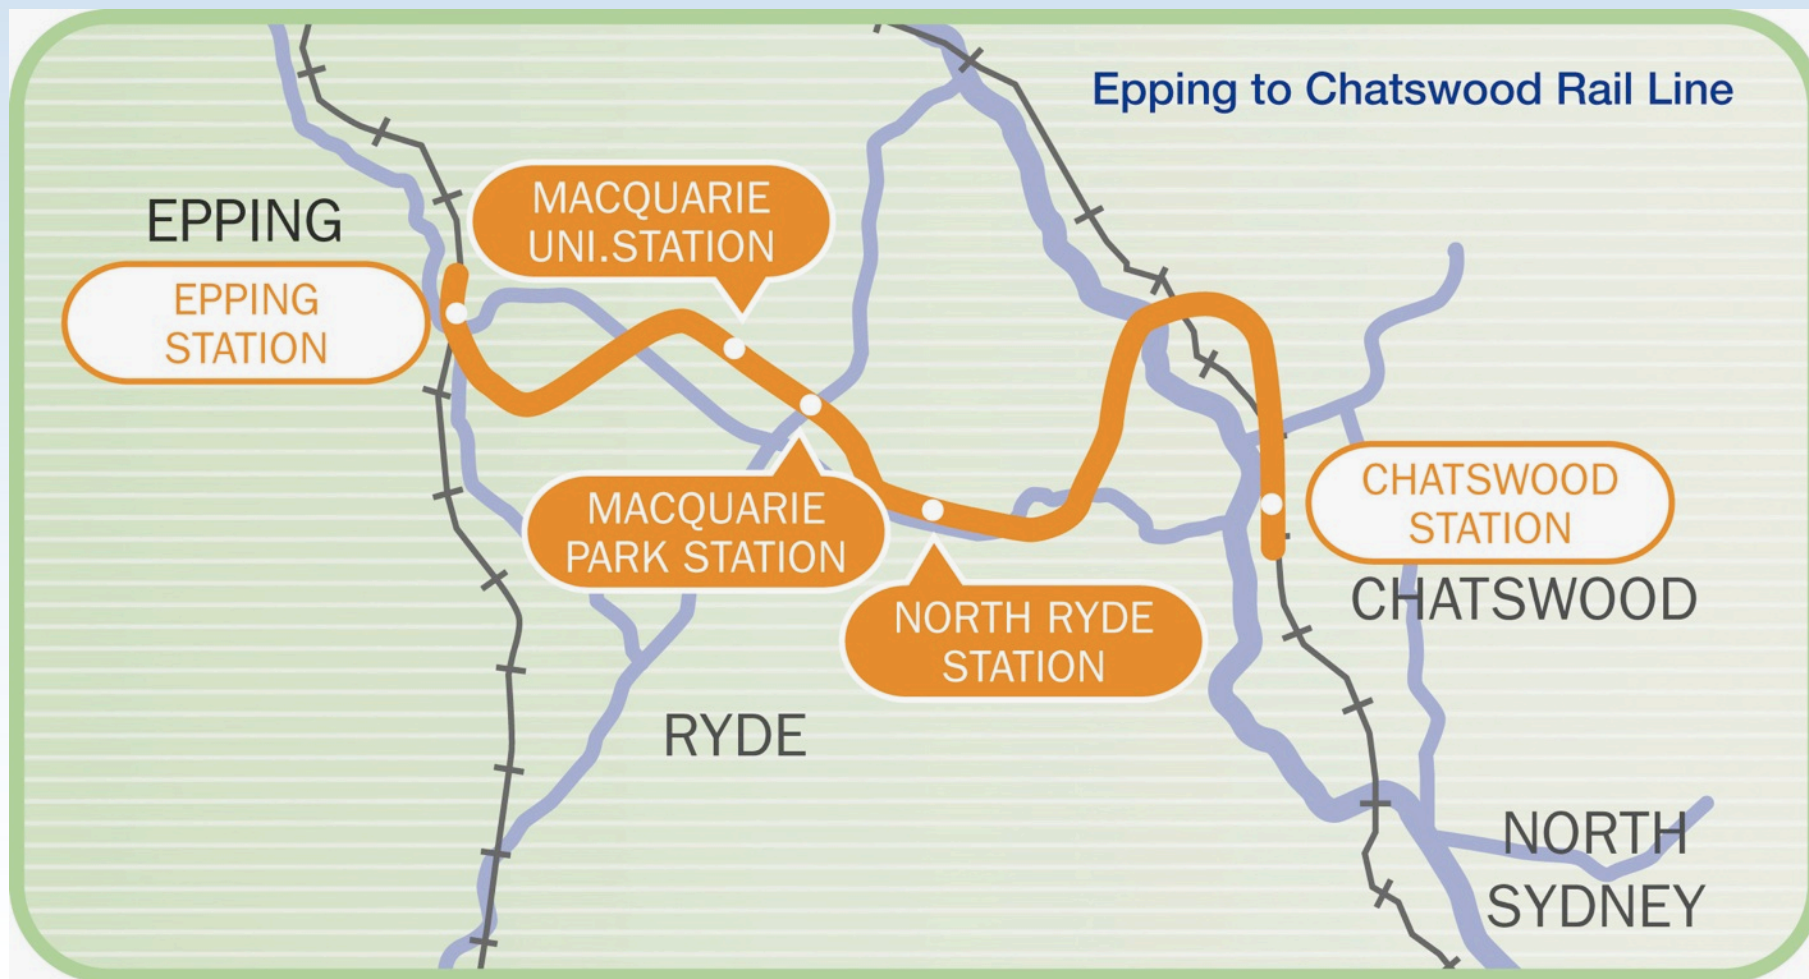 Epping to Chatswood Rail Line
MACQUARIE
UNI.STATION
EPPING
EPPING
STATION
CHATSWOOD
STATION
MACQUARIE
PARK STATION
CHATSWOOD
NORTH RYDE
STATION
RYDE
NORTH
SYDNEY